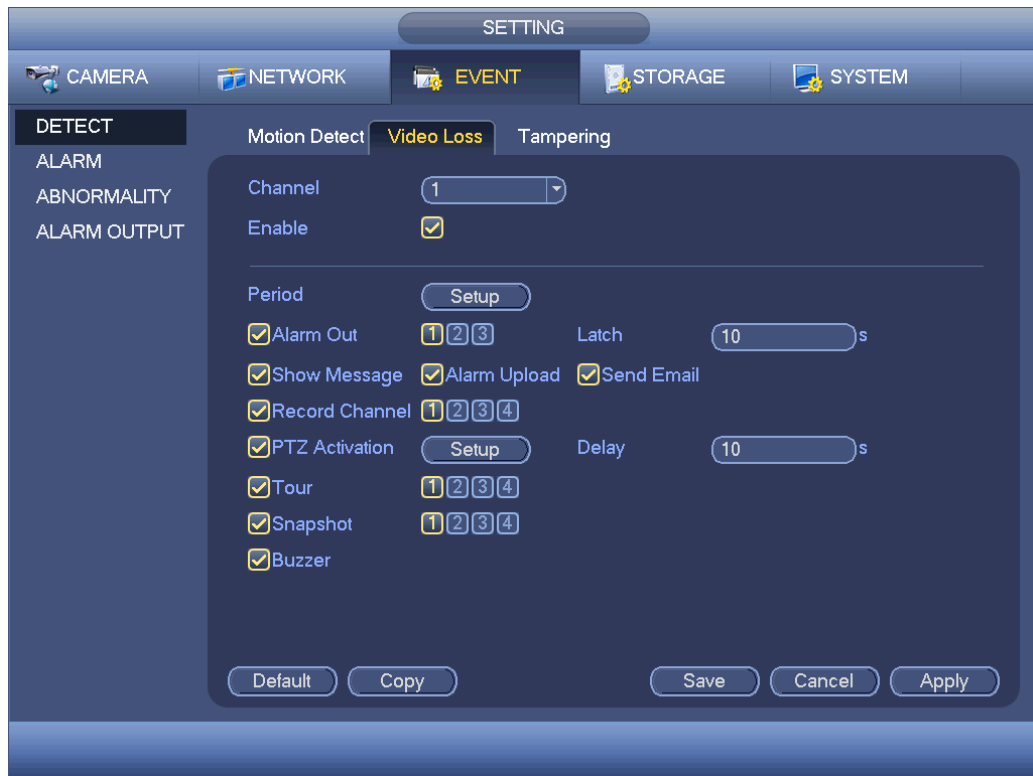 SETTING
CAMERA NETWORK EVENT STORAGE SYSTEM
DETECT
ALARM
ABNORMALITY
ALARM OUTPUT
Motion Detect Video Loss Tampering
Channel 1
Enable
Period Setup
Alarm Out 1 2 3 Latch 10 s
Show Message Alarm Upload Send Email
Record Channel 1 2 3 4
PTZ Activation Setup Delay 10 s
Tour 1 2 3 4
Snapshot 1 2 3 4
Buzzer
Default Copy Save Cancel Apply